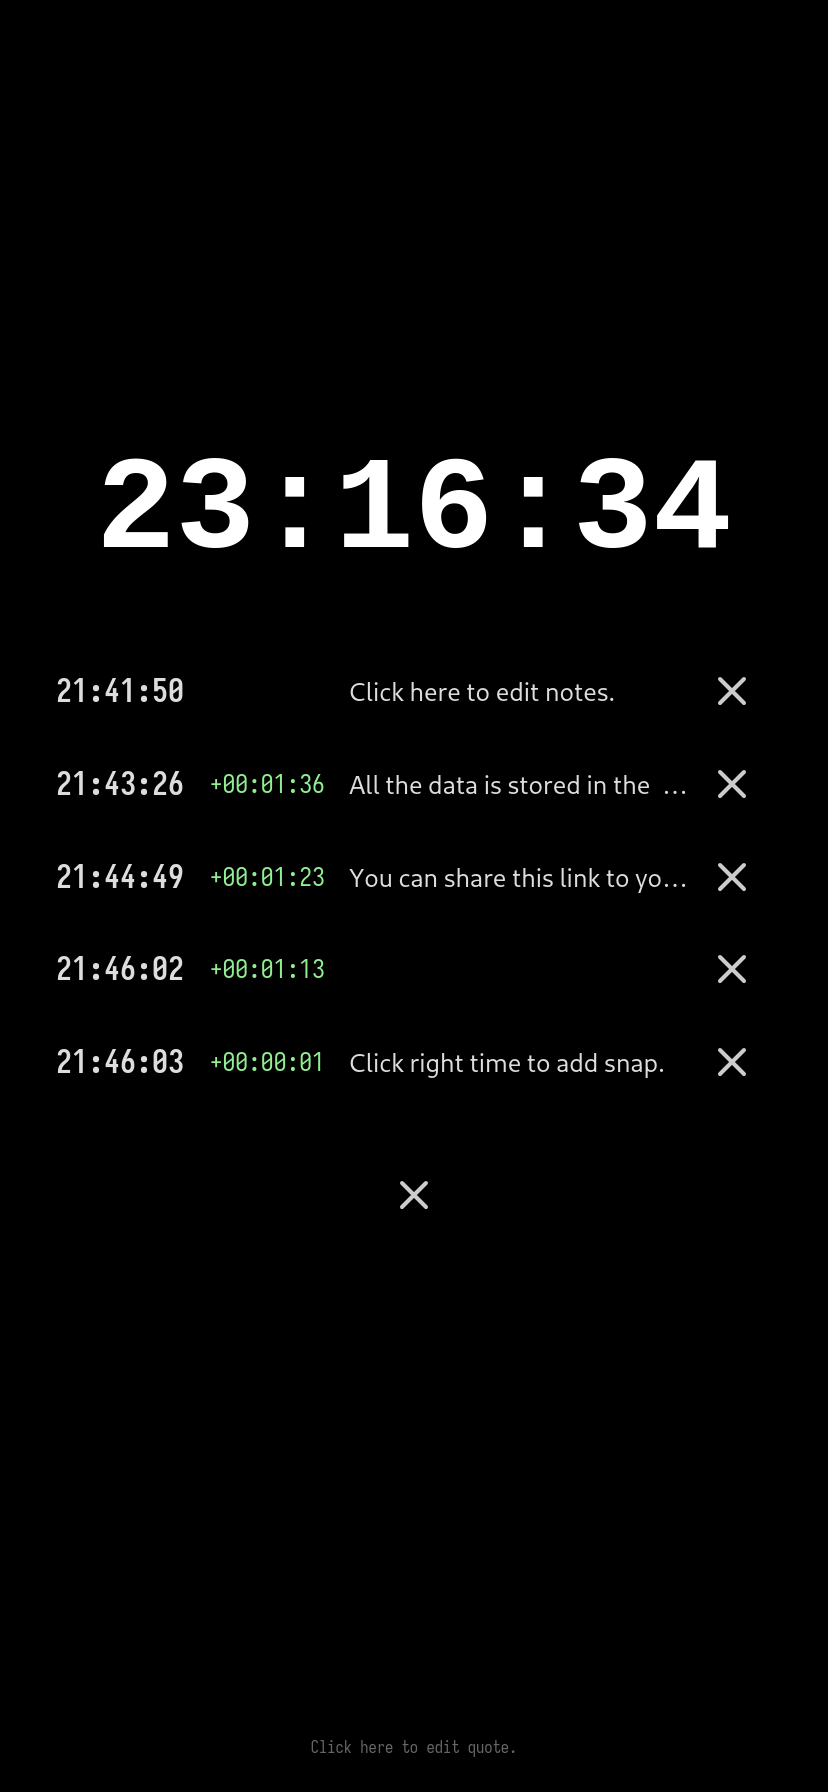 23:16:34
21:41:50 Click here to edit notes.
21:43:26 +00:01:36 All the data is stored in the ...
21:44:49 +00:01:23 You can share this link to yo...
21:46:02 +00:01:13
21:46:03 +00:00:01 Click right time to add snap.
Click here to edit quote.